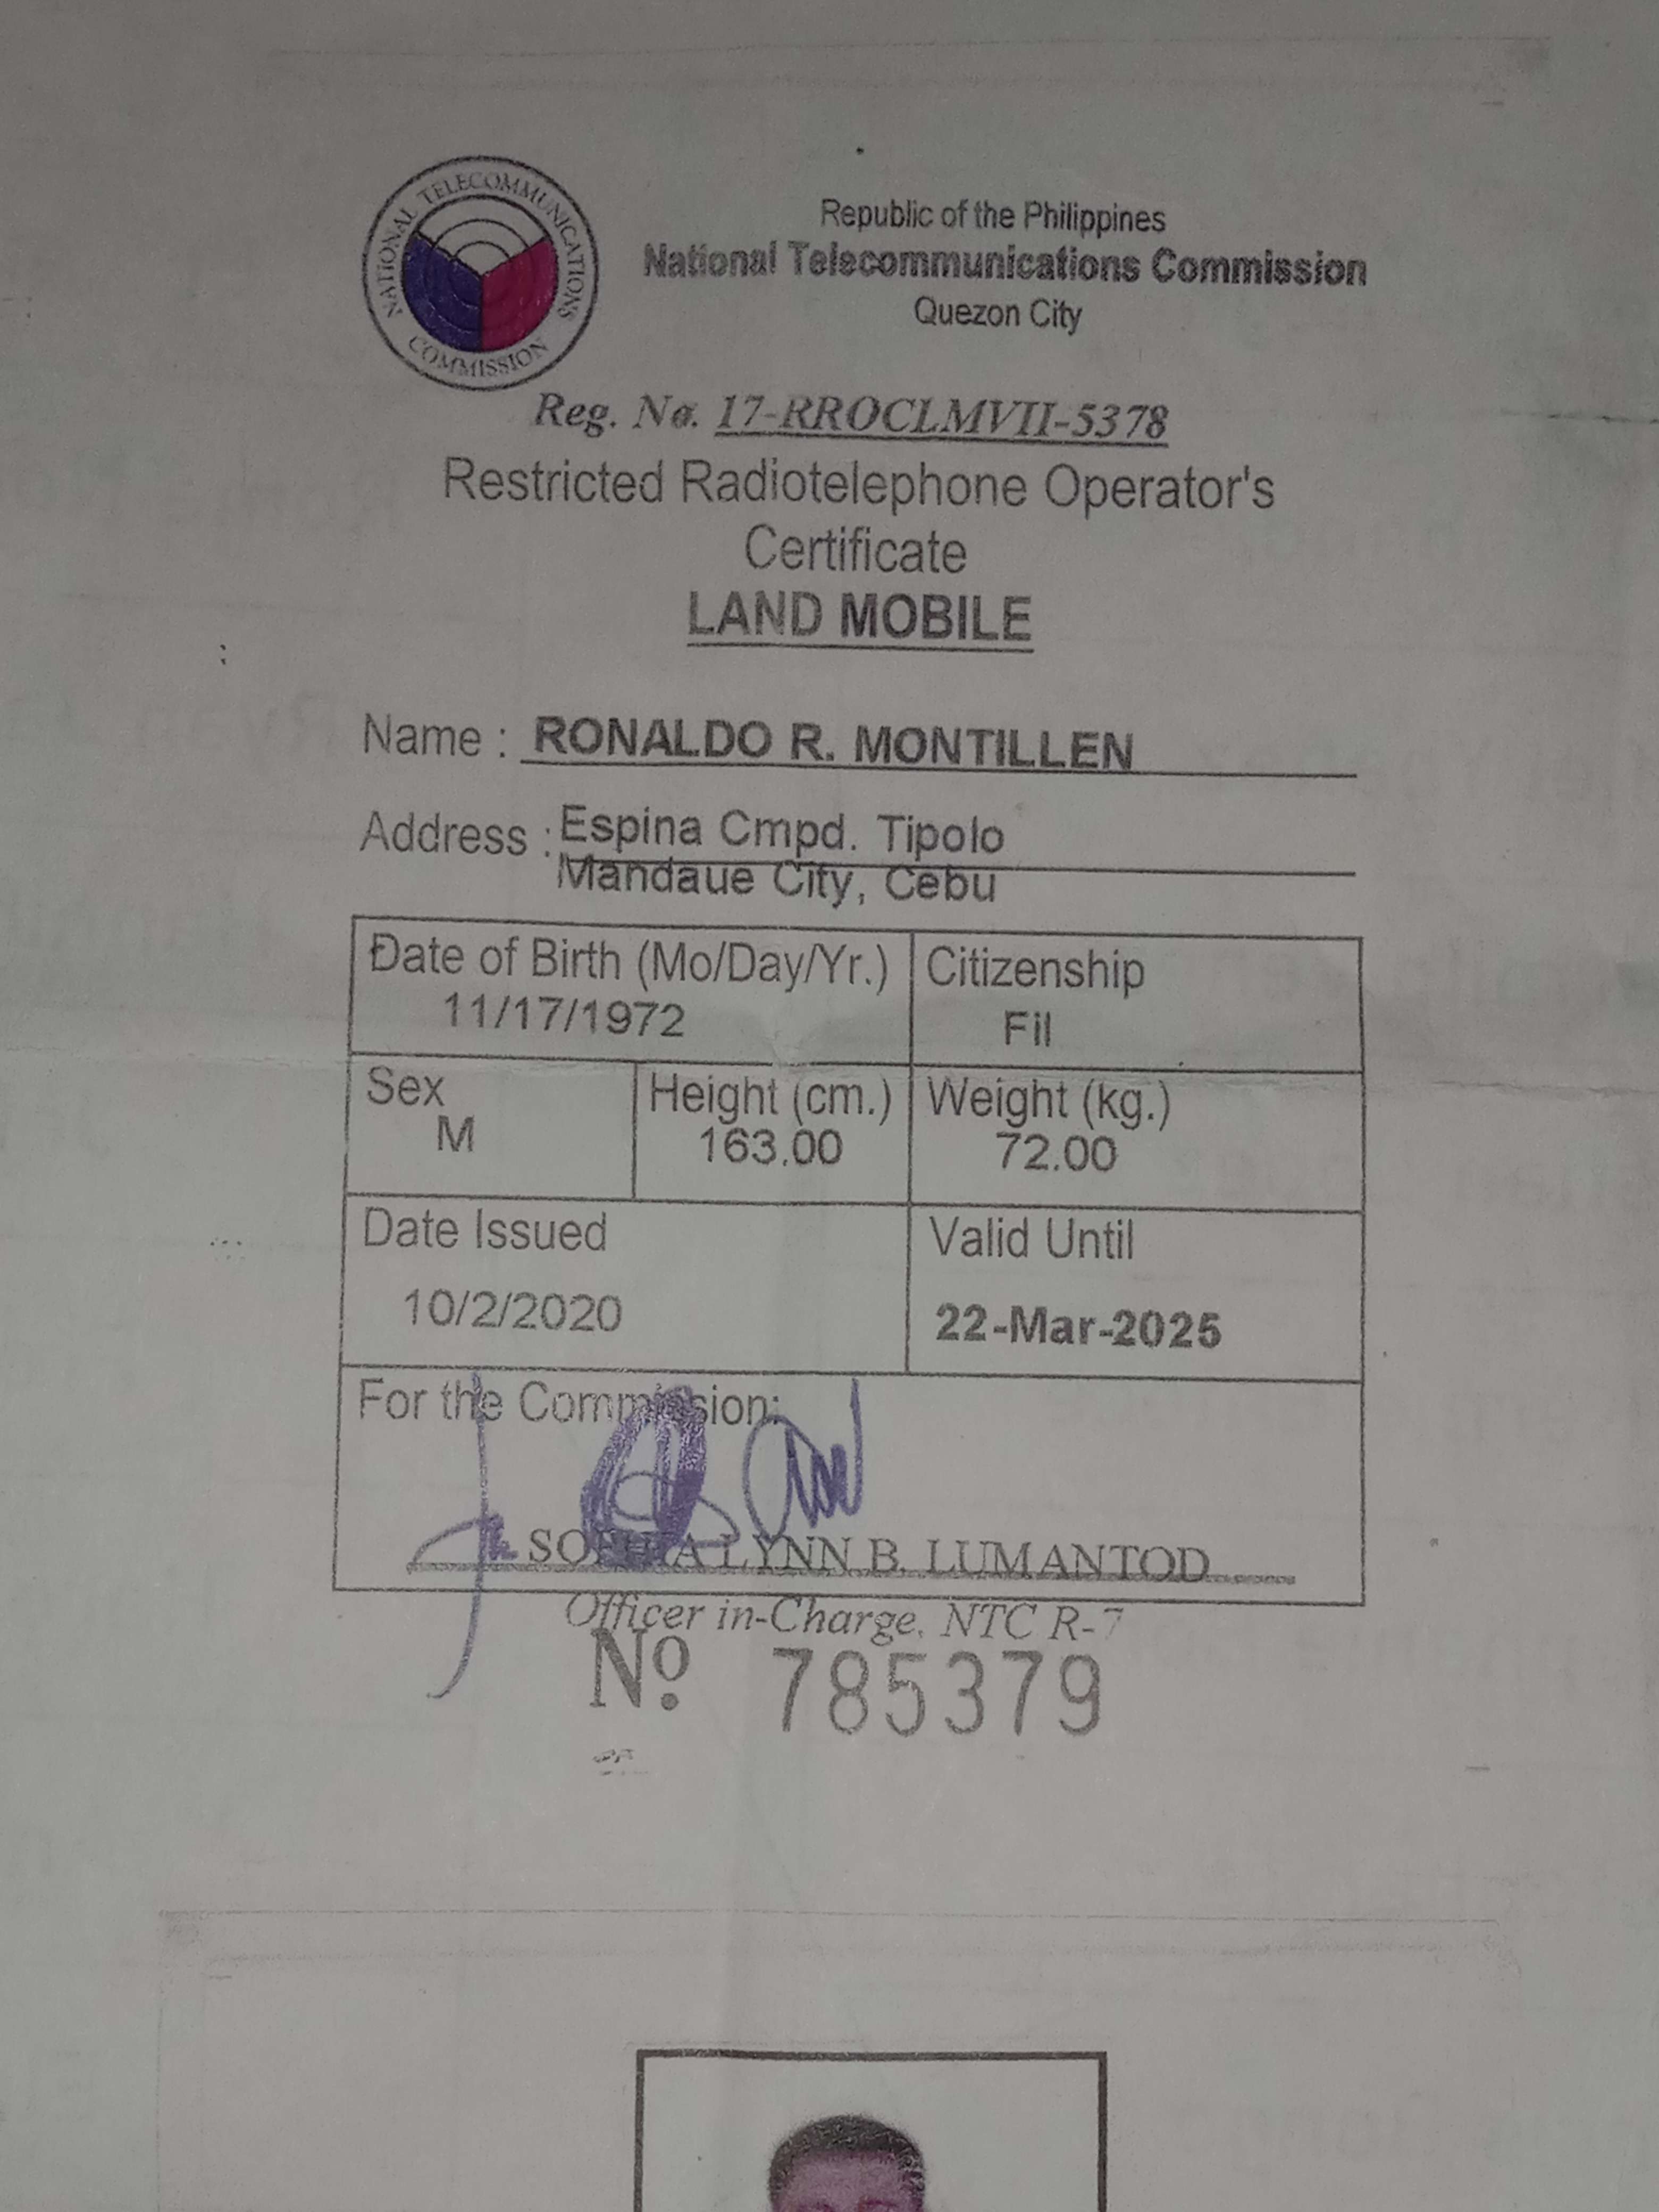 NATIONAL TELECOMMUNICATIONS COMMISSION
Republic of the Philippines
National Telecommunications Commission
Quezon City
Reg. No. 17-RROCLMVII-5378
Restricted Radiotelephone Operator's
Certificate
LAND MOBILE
Name : RONALDO R. MONTILLEN
Address : Espina Cmpd. Tipolo
Mandaue City, Cebu
Date of Birth (Mo/Day/Yr.) Citizenship
11/17/1972 Fil
Sex Height (cm.) Weight (kg.)
M 163.00 72.00
Date Issued Valid Until
10/2/2020 22-Mar-2025
For the Commission:
SOPHIA LYNN B. LUMANTOD
Officer in-Charge, NTC R-7
Nº 785379